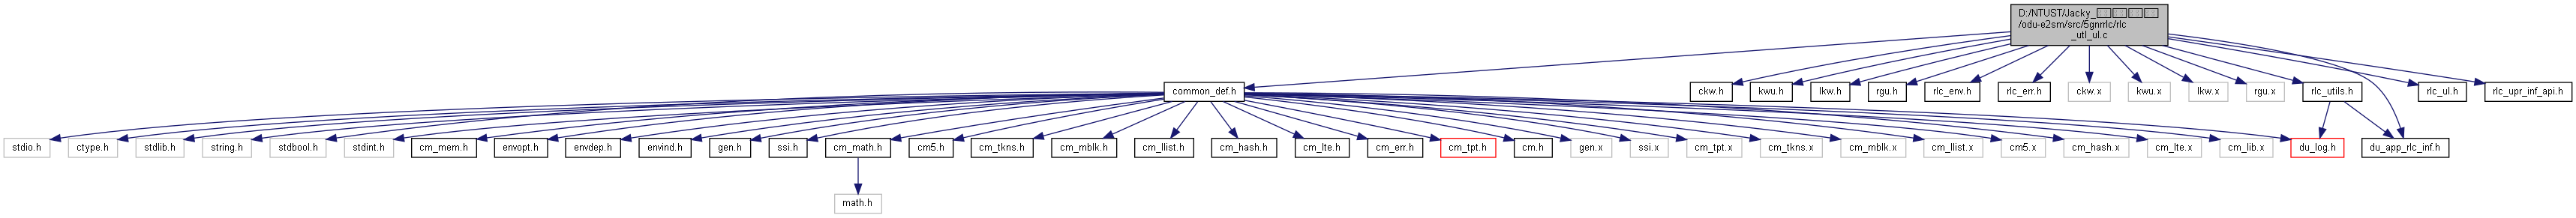 D:/NTUST/Jacky_
/odu-e2sm/src/5gnrrlc/rlc
_utl_ul.c
common_def.h
ckw.h
kwu.h
lkw.h
rgu.h
rlc_env.h
rlc_err.h
ckw.x
kwu.x
lkw.x
rgu.x
rlc_utils.h
rlc_ul.h
rlc_upr_inf_api.h
stdio.h
ctype.h
stdlib.h
string.h
stdbool.h
stdint.h
cm_mem.h
envopt.h
envdep.h
envind.h
gen.h
ssi.h
cm_math.h
cm5.h
cm_tkns.h
cm_mblk.h
cm_llist.h
cm_hash.h
cm_lte.h
cm_err.h
cm_tpt.h
cm.h
gen.x
ssi.x
cm_tpt.x
cm_tkns.x
cm_mblk.x
cm_llist.x
cm5.x
cm_hash.x
cm_lte.x
cm_lib.x
du_log.h
du_app_rlc_inf.h
math.h